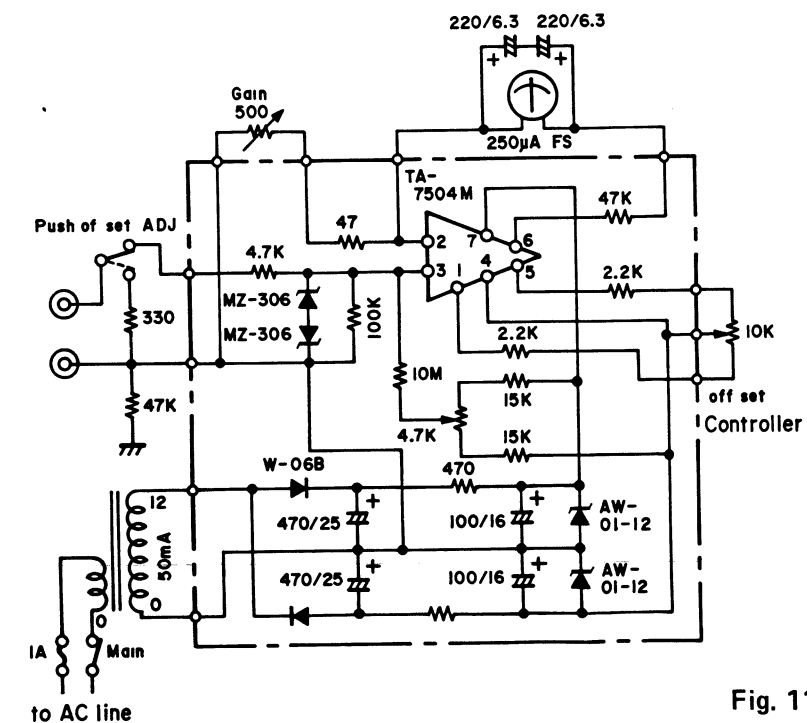 220/6.3 220/6.3
+ +
Gain
500
250µA FS
TA-
7504M
Push of set ADJ
47
47K
2 7 6
3 1 4 5
4.7K
2.2K
MZ-306
330
100K
MZ-306
10K
2.2K
10M
15K
off set
47K
4.7K
Controller
15K
W-06B
470
12
+ +
AW-
01-12
470/25
100/16
50mA
+ +
470/25
100/16
AW-
01-12
0
0
1A
Main
to AC line
Fig. 11